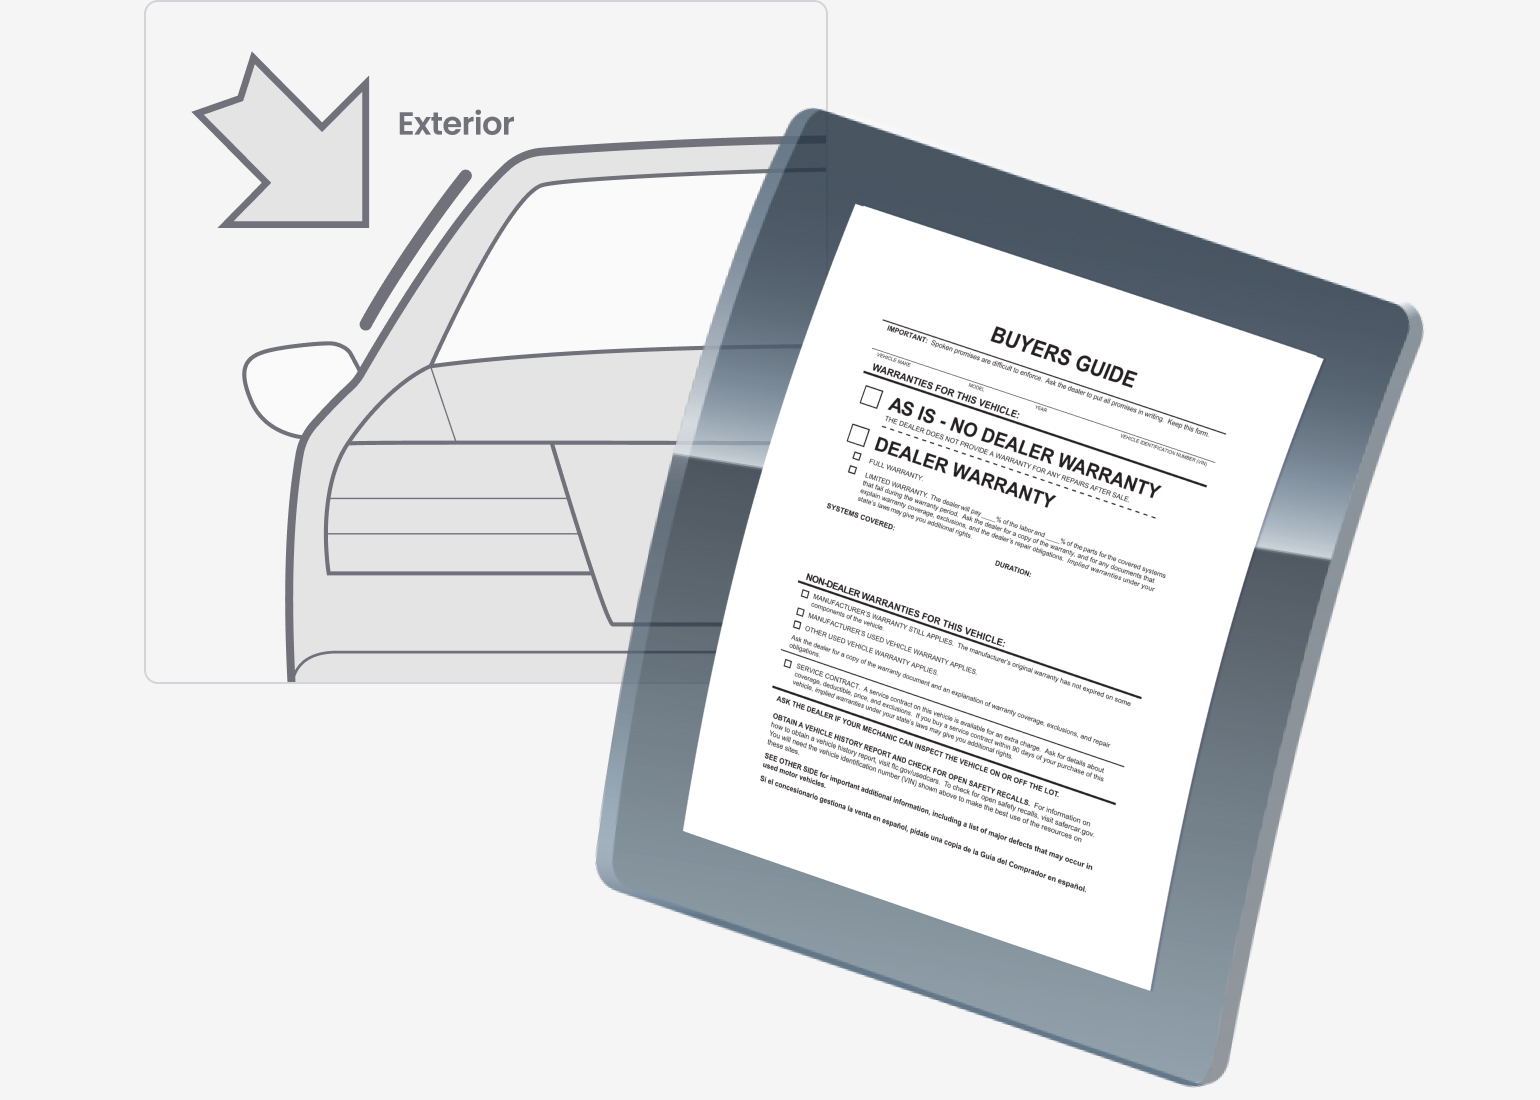 Exterior
BUYERS GUIDE
IMPORTANT: Spoken promises are difficult to enforce. Ask the dealer to put all promises in writing. Keep this form.
VEHICLE MAKE MODEL YEAR VEHICLE IDENTIFICATION NUMBER (VIN)
WARRANTIES FOR THIS VEHICLE:
AS IS - NO DEALER WARRANTY
THE DEALER DOES NOT PROVIDE A WARRANTY FOR ANY REPAIRS AFTER SALE.
DEALER WARRANTY
FULL WARRANTY.
LIMITED WARRANTY. The dealer will pay ____% of the labor and ____% of the parts for the covered systems
that fail during the warranty period. Ask the dealer for a copy of the warranty, and for any documents that
explain warranty coverage, exclusions, and the dealer's repair obligations. Implied warranties under your
state's laws may give you additional rights.
SYSTEMS COVERED:
DURATION:
NON-DEALER WARRANTIES FOR THIS VEHICLE:
MANUFACTURER'S WARRANTY STILL APPLIES. The manufacturer's original warranty has not expired on some
components of the vehicle.
MANUFACTURER'S USED VEHICLE WARRANTY APPLIES.
OTHER USED VEHICLE WARRANTY APPLIES.
Ask the dealer for a copy of the warranty document and an explanation of warranty coverage, exclusions, and repair
obligations.
SERVICE CONTRACT. A service contract on this vehicle is available for an extra charge. Ask for details about
coverage, deductible, price, and exclusions. If you buy a service contract within 90 days of your purchase of this
vehicle, implied warranties under your state's laws may give you additional rights.
ASK THE DEALER IF YOUR MECHANIC CAN INSPECT THE VEHICLE ON OR OFF THE LOT.
OBTAIN A VEHICLE HISTORY REPORT AND CHECK FOR OPEN SAFETY RECALLS. For information on
how to obtain a vehicle history report, visit ftc.gov/usedcars. To check for open safety recalls, visit safercar.gov.
You will need the vehicle identification number (VIN) shown above to make the best use of the resources on
these sites.
SEE OTHER SIDE for important additional information, including a list of major defects that may occur in
used motor vehicles.
Si el concesionario gestiona la venta en español, pídale una copia de la Guía del Comprador en español.